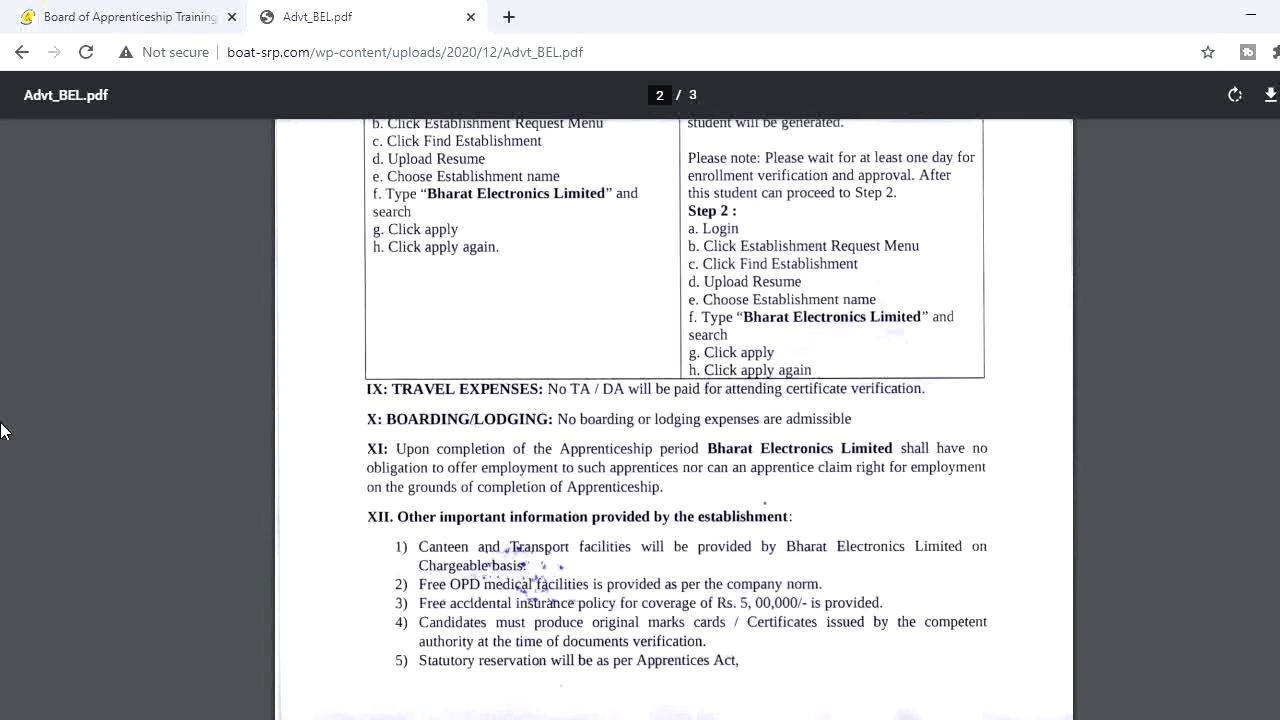 Board of Apprenticeship Training
Advt_BEL.pdf
Not secure
boat-srp.com/wp-content/uploads/2020/12/Advt_BEL.pdf
Advt_BEL.pdf
2 / 3
b. Click Establishment Request Menu
c. Click Find Establishment
d. Upload Resume
e. Choose Establishment name
f. Type “Bharat Electronics Limited” and
search
g. Click apply
h. Click apply again.
student will be generated.
Please note: Please wait for at least one day for
enrollment verification and approval. After
this student can proceed to Step 2.
Step 2 :
a. Login
b. Click Establishment Request Menu
c. Click Find Establishment
d. Upload Resume
e. Choose Establishment name
f. Type “Bharat Electronics Limited” and
search
g. Click apply
h. Click apply again
IX: TRAVEL EXPENSES: No TA / DA will be paid for attending certificate verification.
X: BOARDING/LODGING: No boarding or lodging expenses are admissible
XI: Upon completion of the Apprenticeship period Bharat Electronics Limited shall have no
obligation to offer employment to such apprentices nor can an apprentice claim right for employment
on the grounds of completion of Apprenticeship.
XII. Other important information provided by the establishment:
1) Canteen and Transport facilities will be provided by Bharat Electronics Limited on
Chargeable basis.
2) Free OPD medical facilities is provided as per the company norm.
3) Free accidental insurance policy for coverage of Rs. 5, 00,000/- is provided.
4) Candidates must produce original marks cards / Certificates issued by the competent
authority at the time of documents verification.
5) Statutory reservation will be as per Apprentices Act,